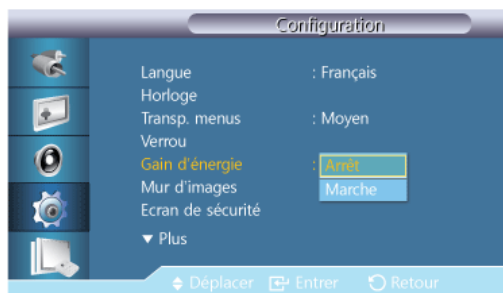 Configuration
Langue : Français
Horloge
Transp. menus : Moyen
Verrou
Gain d'énergie : Arrêt
Marche
Mur d'images
Ecran de sécurité
▼ Plus
Déplacer Entrer Retour